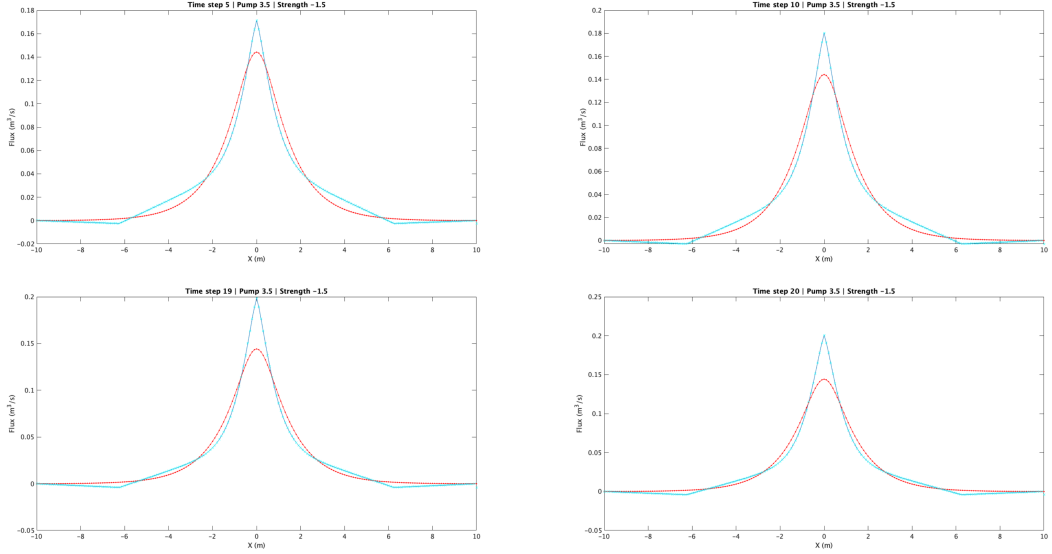 Time step 5 | Pump 3.5 | Strength -1.5
0.18
0.16
0.14
0.12
0.1
0.08
0.06
0.04
0.02
0
-0.02
Flux (m³/s)
-10 -8 -6 -4 -2 0 2 4 6 8 10
X (m)
Time step 10 | Pump 3.5 | Strength -1.5
0.2
0.18
0.16
0.14
0.12
0.1
0.08
0.06
0.04
0.02
0
Flux (m³/s)
-10 -8 -6 -4 -2 0 2 4 6 8 10
X (m)
Time step 19 | Pump 3.5 | Strength -1.5
0.2
0.15
0.1
0.05
0
-0.05
Flux (m³/s)
-10 -8 -6 -4 -2 0 2 4 6 8 10
X (m)
Time step 20 | Pump 3.5 | Strength -1.5
0.25
0.2
0.15
0.1
0.05
0
-0.05
Flux (m³/s)
-10 -8 -6 -4 -2 0 2 4 6 8 10
X (m)